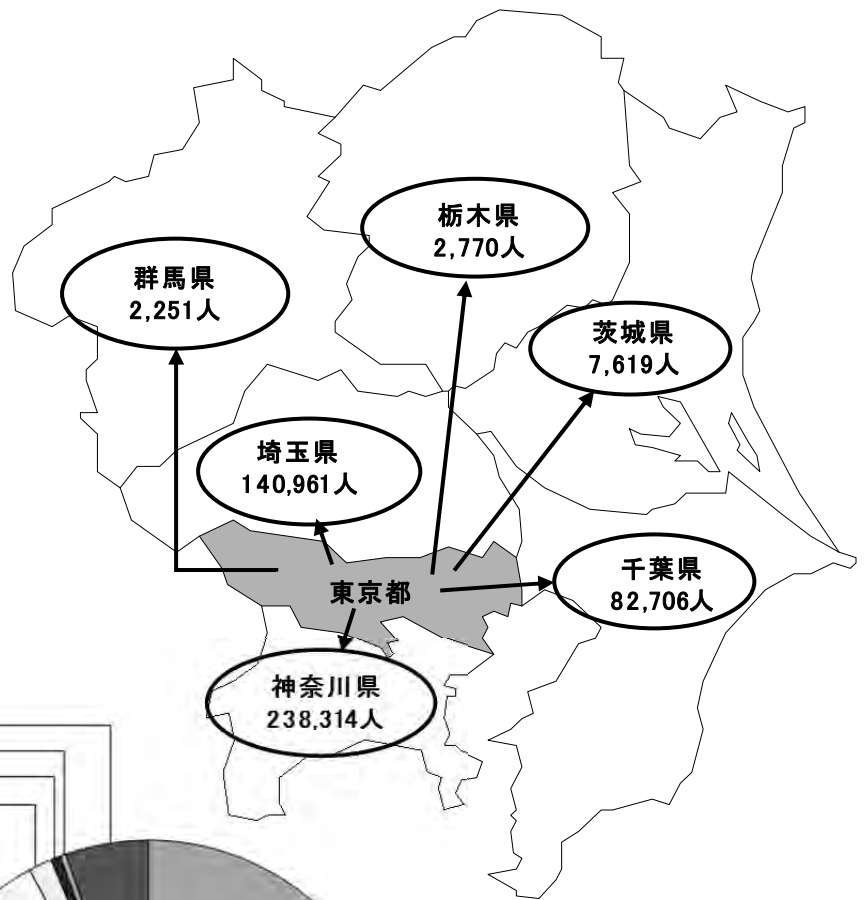 栃木県
2,770人
群馬県
2,251人
茨城県
7,619人
埼玉県
140,961人
千葉県
82,706人
東京都
神奈川県
238,314人